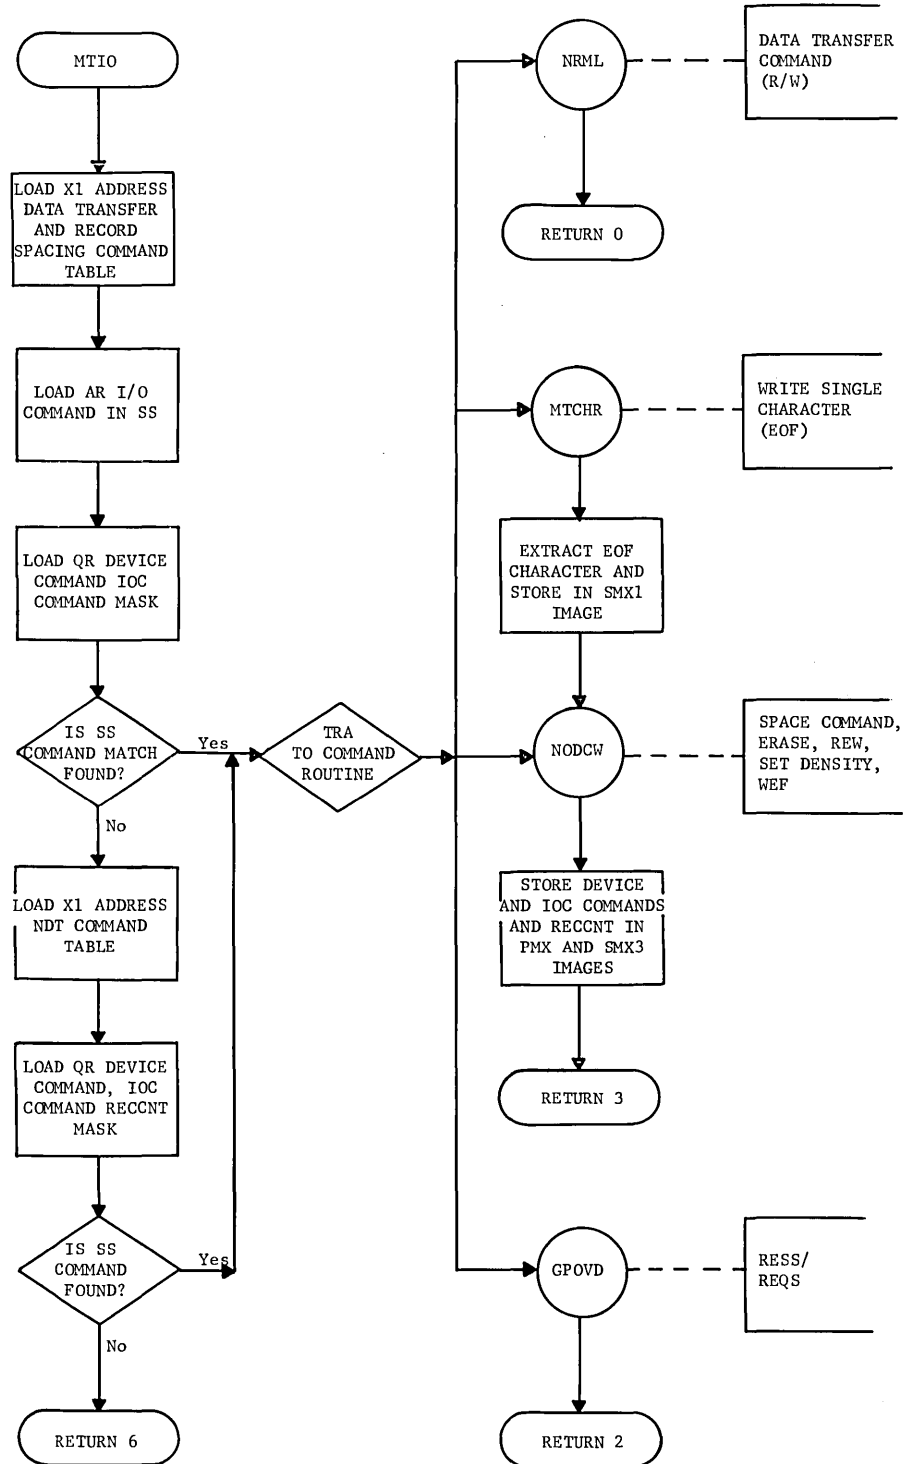 MTIO
LOAD X1 ADDRESS
DATA TRANSFER
AND RECORD
SPACING COMMAND
TABLE
LOAD AR I/O
COMMAND IN SS
LOAD QR DEVICE
COMMAND IOC
COMMAND MASK
IS SS
COMMAND MATCH
FOUND?
Yes
No
LOAD X1 ADDRESS
NDT COMMAND
TABLE
LOAD QR DEVICE
COMMAND, IOC
COMMAND RECCNT
MASK
IS SS
COMMAND
FOUND?
Yes
No
RETURN 6
TRA
TO COMMAND
ROUTINE
NRML
DATA TRANSFER
COMMAND
(R/W)
RETURN 0
MTCHR
WRITE SINGLE
CHARACTER
(EOF)
EXTRACT EOF
CHARACTER AND
STORE IN SMX1
IMAGE
NODCW
SPACE COMMAND,
ERASE, REW,
SET DENSITY,
WEF
STORE DEVICE
AND IOC COMMANDS
AND RECCNT IN
PMX AND SMX3
IMAGES
RETURN 3
GPOVD
RESS/
REQS
RETURN 2